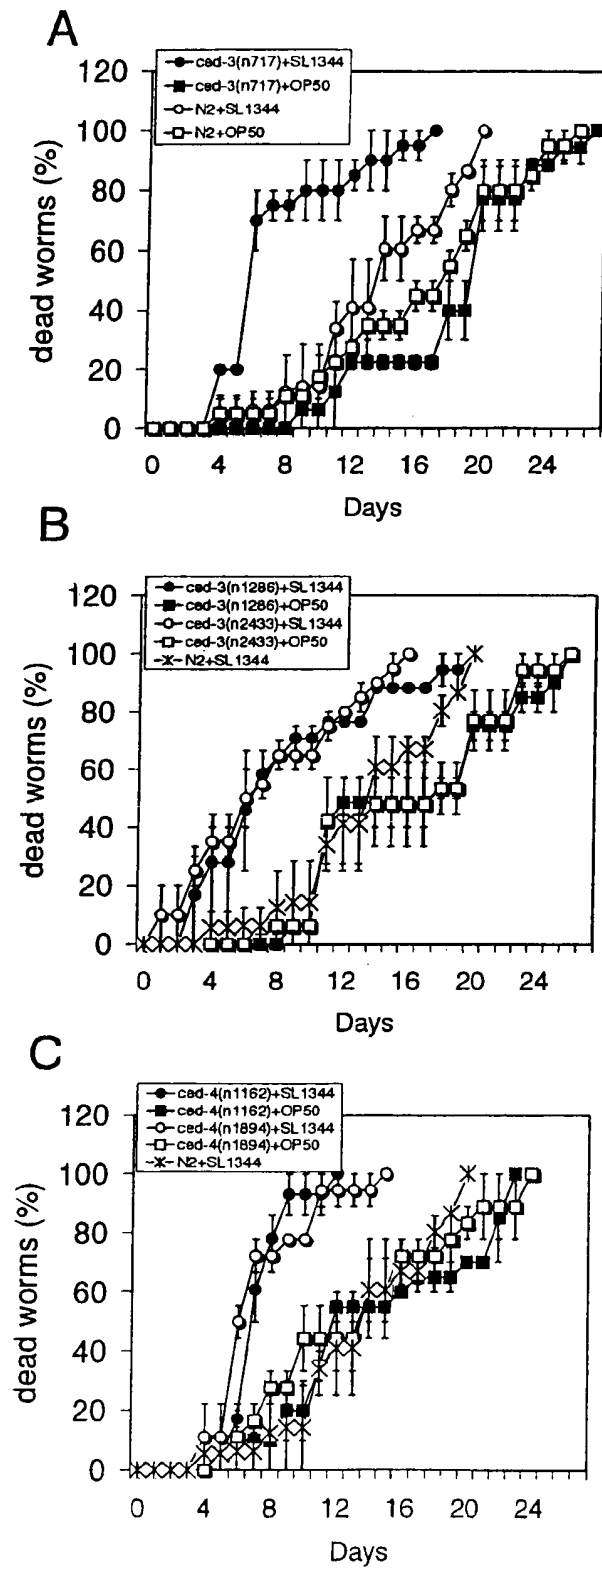 A
ced-3(n717)+SL1344
ced-3(n717)+OP50
N2+SL1344
N2+OP50
120
100
80
60
40
20
0
dead worms (%)
0 4 8 12 16 20 24
Days
B
ced-3(n1286)+SL1344
ced-3(n1286)+OP50
ced-3(n2433)+SL1344
ced-3(n2433)+OP50
N2+SL1344
120
100
80
60
40
20
0
dead worms (%)
0 4 8 12 16 20 24
Days
C
ced-4(n1162)+SL1344
ced-4(n1162)+OP50
ced-4(n1894)+SL1344
ced-4(n1894)+OP50
N2+SL1344
120
100
80
60
40
20
0
dead worms (%)
0 4 8 12 16 20 24
Days